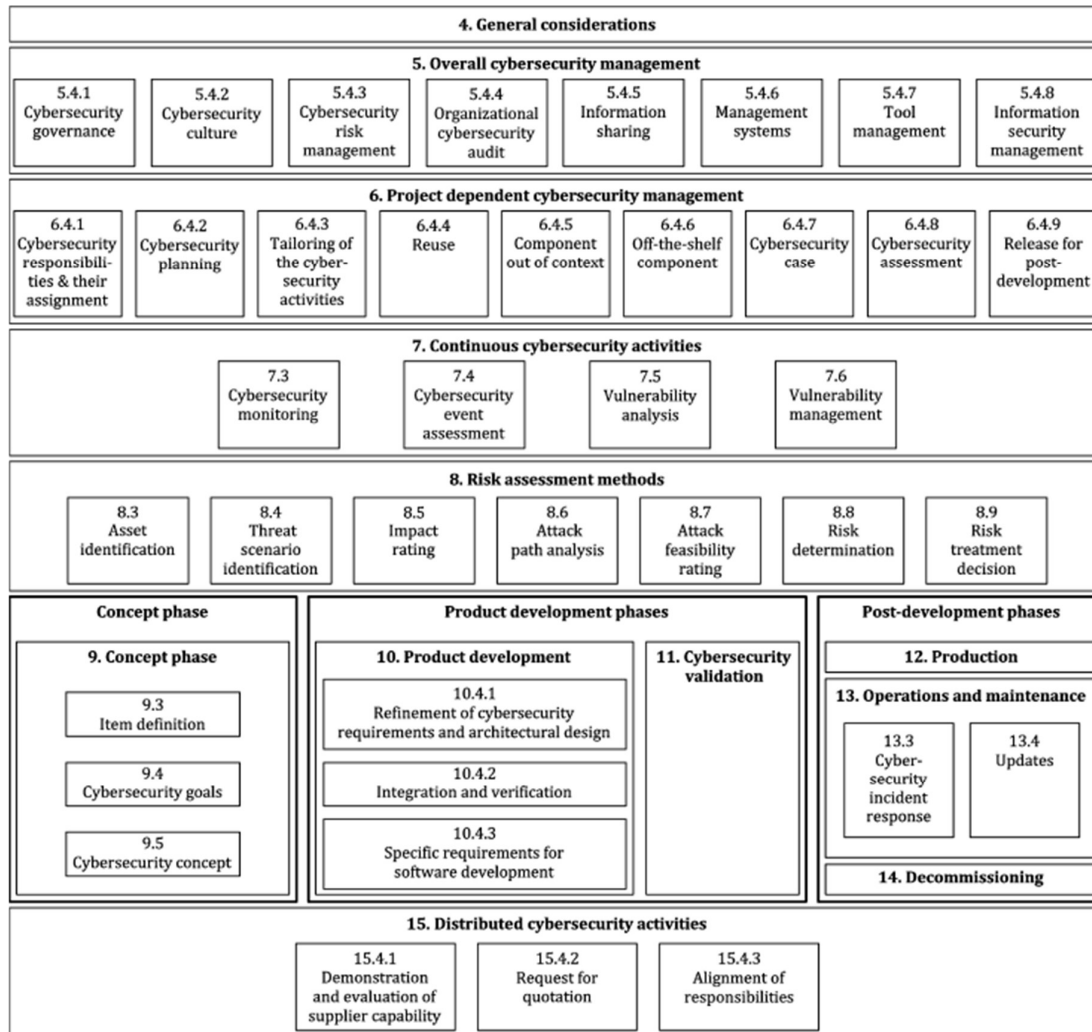 4. General considerations
5. Overall cybersecurity management
5.4.1
Cybersecurity
governance
5.4.2
Cybersecurity
culture
5.4.3
Cybersecurity
risk
management
5.4.4
Organizational
cybersecurity
audit
5.4.5
Information
sharing
5.4.6
Management
systems
5.4.7
Tool
management
5.4.8
Information
security
management
6. Project dependent cybersecurity management
6.4.1
Cybersecurity
responsibili-
ties & their
assignment
6.4.2
Cybersecurity
planning
6.4.3
Tailoring of
the cyber-
security
activities
6.4.4
Reuse
6.4.5
Component
out of context
6.4.6
Off-the-shelf
component
6.4.7
Cybersecurity
case
6.4.8
Cybersecurity
assessment
6.4.9
Release for
post-
development
7. Continuous cybersecurity activities
7.3
Cybersecurity
monitoring
7.4
Cybersecurity
event
assessment
7.5
Vulnerability
analysis
7.6
Vulnerability
management
8. Risk assessment methods
8.3
Asset
identification
8.4
Threat
scenario
identification
8.5
Impact
rating
8.6
Attack
path analysis
8.7
Attack
feasibility
rating
8.8
Risk
determination
8.9
Risk
treatment
decision
Concept phase
9. Concept phase
9.3
Item definition
9.4
Cybersecurity goals
9.5
Cybersecurity concept
Product development phases
10. Product development
10.4.1
Refinement of cybersecurity
requirements and architectural design
10.4.2
Integration and verification
10.4.3
Specific requirements for
software development
11. Cybersecurity
validation
Post-development phases
12. Production
13. Operations and maintenance
13.3
Cyber-
security
incident
response
13.4
Updates
14. Decommissioning
15. Distributed cybersecurity activities
15.4.1
Demonstration
and evaluation of
supplier capability
15.4.2
Request for
quotation
15.4.3
Alignment of
responsibilities